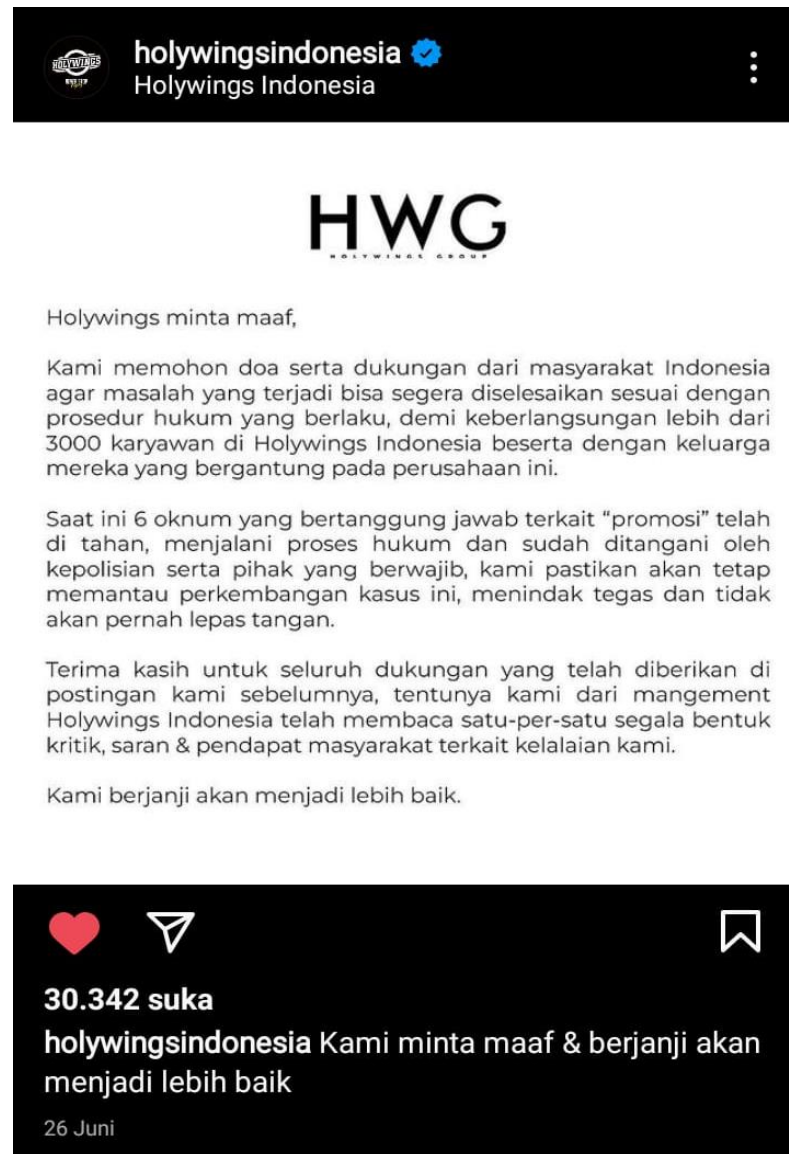 holywingsindonesia
Holywings Indonesia
HOLYWINGS
HWG
HOLYWINGS GROUP
Holywings minta maaf,
Kami memohon doa serta dukungan dari masyarakat Indonesia
agar masalah yang terjadi bisa segera diselesaikan sesuai dengan
prosedur hukum yang berlaku, demi keberlangsungan lebih dari
3000 karyawan di Holywings Indonesia beserta dengan keluarga
mereka yang bergantung pada perusahaan ini.
Saat ini 6 oknum yang bertanggung jawab terkait “promosi” telah
di tahan, menjalani proses hukum dan sudah ditangani oleh
kepolisian serta pihak yang berwajib, kami pastikan akan tetap
memantau perkembangan kasus ini, menindak tegas dan tidak
akan pernah lepas tangan.
Terima kasih untuk seluruh dukungan yang telah diberikan di
postingan kami sebelumnya, tentunya kami dari mangement
Holywings Indonesia telah membaca satu-per-satu segala bentuk
kritik, saran & pendapat masyarakat terkait kelalaian kami.
Kami berjanji akan menjadi lebih baik.
30.342 suka
holywingsindonesia Kami minta maaf & berjanji akan
menjadi lebih baik
26 Juni